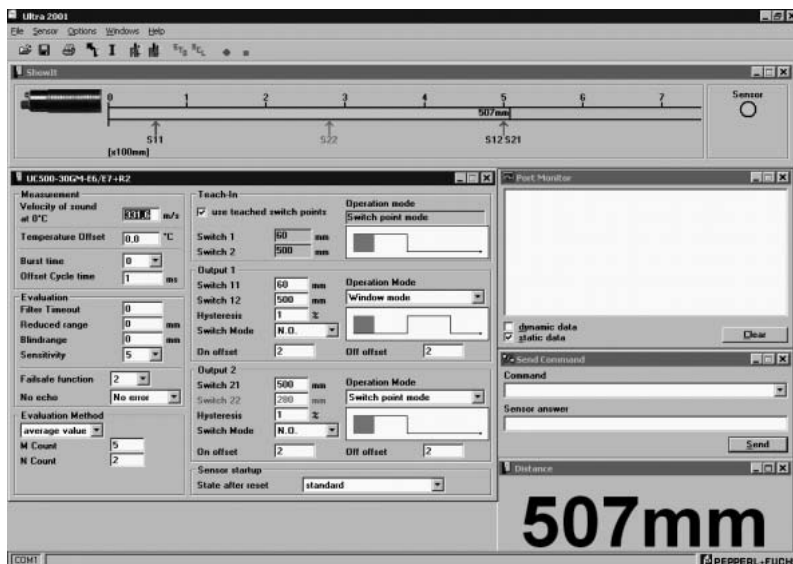 Ultra 2001
File Sensor Options Windows Help
ShowIt
0 1 2 3 4 5 6 7
507mm
S11 S22 S12 S21
[x100mm]
Sensor
UC500-30GM-E6/E7+R2
Measurement
Velocity of sound
at 0°C 331.6 m/s
Temperature Offset 0.0 °C
Burst time 0
Offset Cycle time 1 ms
Evaluation
Filter Timeout 0
Reduced range 0 mm
Blindrange 0 mm
Sensitivity 5
Failsafe function 2
No echo No error
Evaluation Method
average value
M Count 5
N Count 2
Teach-In
use teached switch points
Operation mode
Switch point mode
Switch 1 60 mm
Switch 2 500 mm
Output 1
Switch 11 60 mm
Operation Mode
Switch 12 500 mm
Window mode
Hysteresis 1 %
Switch Mode N.O.
On offset 2 Off offset 2
Output 2
Switch 21 500 mm
Operation Mode
Switch 22 280 mm
Switch point mode
Hysteresis 1 %
Switch Mode N.O.
On offset 2 Off offset 2
Sensor startup
State after reset standard
Port Monitor
dynamic data
static data
Clear
Send Command
Command
Sensor answer
Send
Distance
507mm
COM1
PEPPERL+FUCH